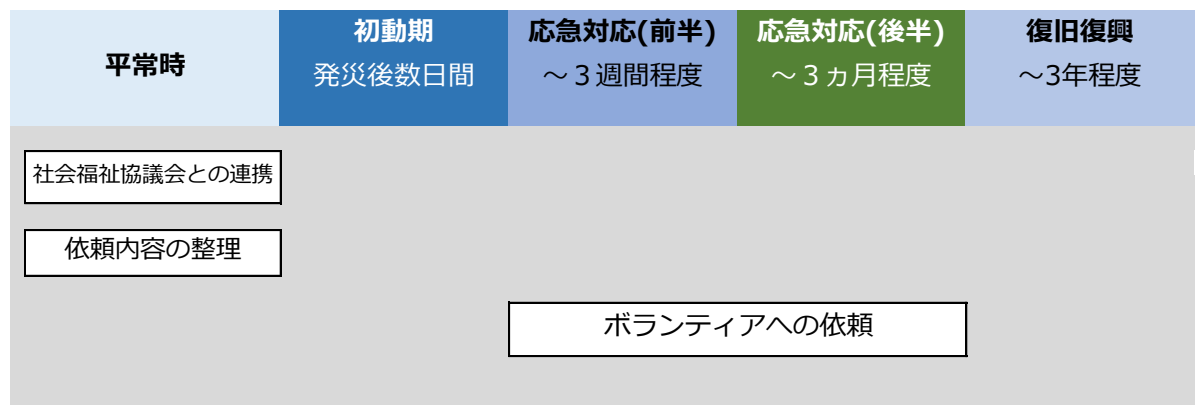 平常時
初動期
発災後数日間
応急対応(前半)
～３週間程度
応急対応(後半)
～３ヵ月程度
復旧復興
～3年程度
社会福祉協議会との連携
依頼内容の整理
ボランティアへの依頼